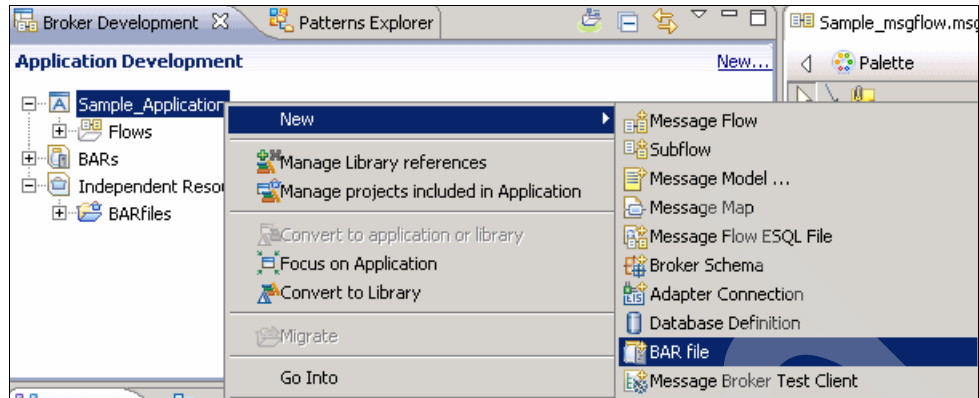 Broker Development
Patterns Explorer
Sample_msgflow.msg
Application Development
New...
Palette
Sample_Application
Flows
BARs
Independent Resou
BARfiles
New
Manage Library references
Manage projects included in Application
Convert to application or library
Focus on Application
Convert to Library
Migrate
Go Into
Message Flow
Subflow
Message Model ...
Message Map
Message Flow ESQL File
Broker Schema
Adapter Connection
Database Definition
BAR file
Message Broker Test Client